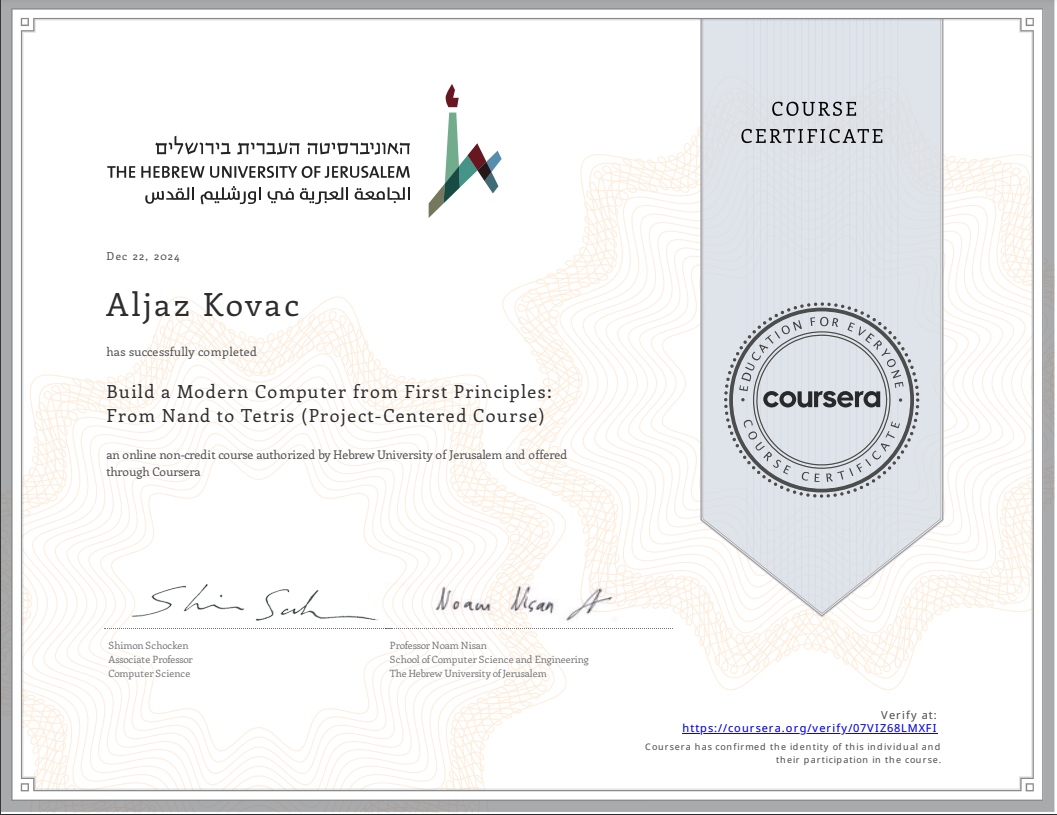 האוניברסיטה העברית בירושלים
THE HEBREW UNIVERSITY OF JERUSALEM
الجامعة العبرية في اورشليم القدس
COURSE
CERTIFICATE
Dec 22, 2024
Aljaz Kovac
has successfully completed
Build a Modern Computer from First Principles:
From Nand to Tetris (Project-Centered Course)
an online non-credit course authorized by Hebrew University of Jerusalem and offered
through Coursera
EDUCATION FOR EVERYONE
coursera
COURSE CERTIFICATE
Noam Nisan
Shimon Schocken
Associate Professor
Computer Science
Professor Noam Nisan
School of Computer Science and Engineering
The Hebrew University of Jerusalem
Verify at:
https://coursera.org/verify/07VIZ68LMXFI
Coursera has confirmed the identity of this individual and
their participation in the course.